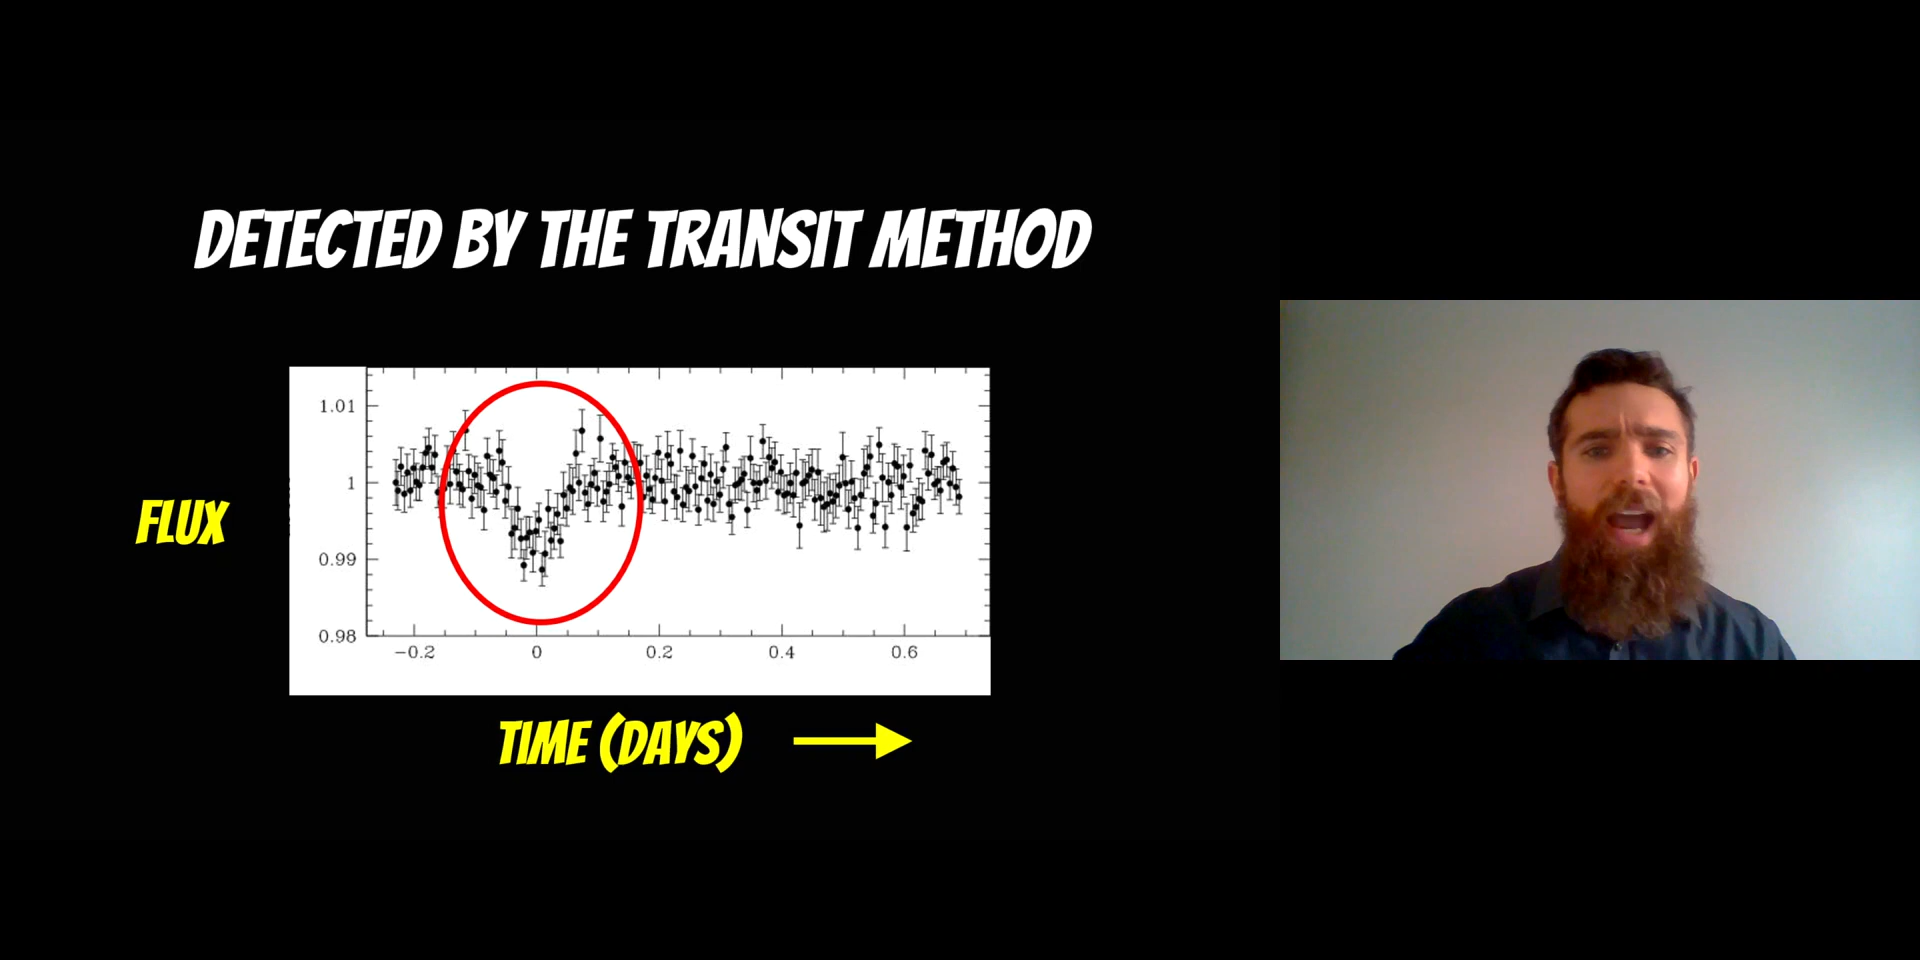 DETECTED BY THE TRANSIT METHOD
1.01
1
0.99
0.98
FLUX
−0.2 0 0.2 0.4 0.6
TIME (DAYS)